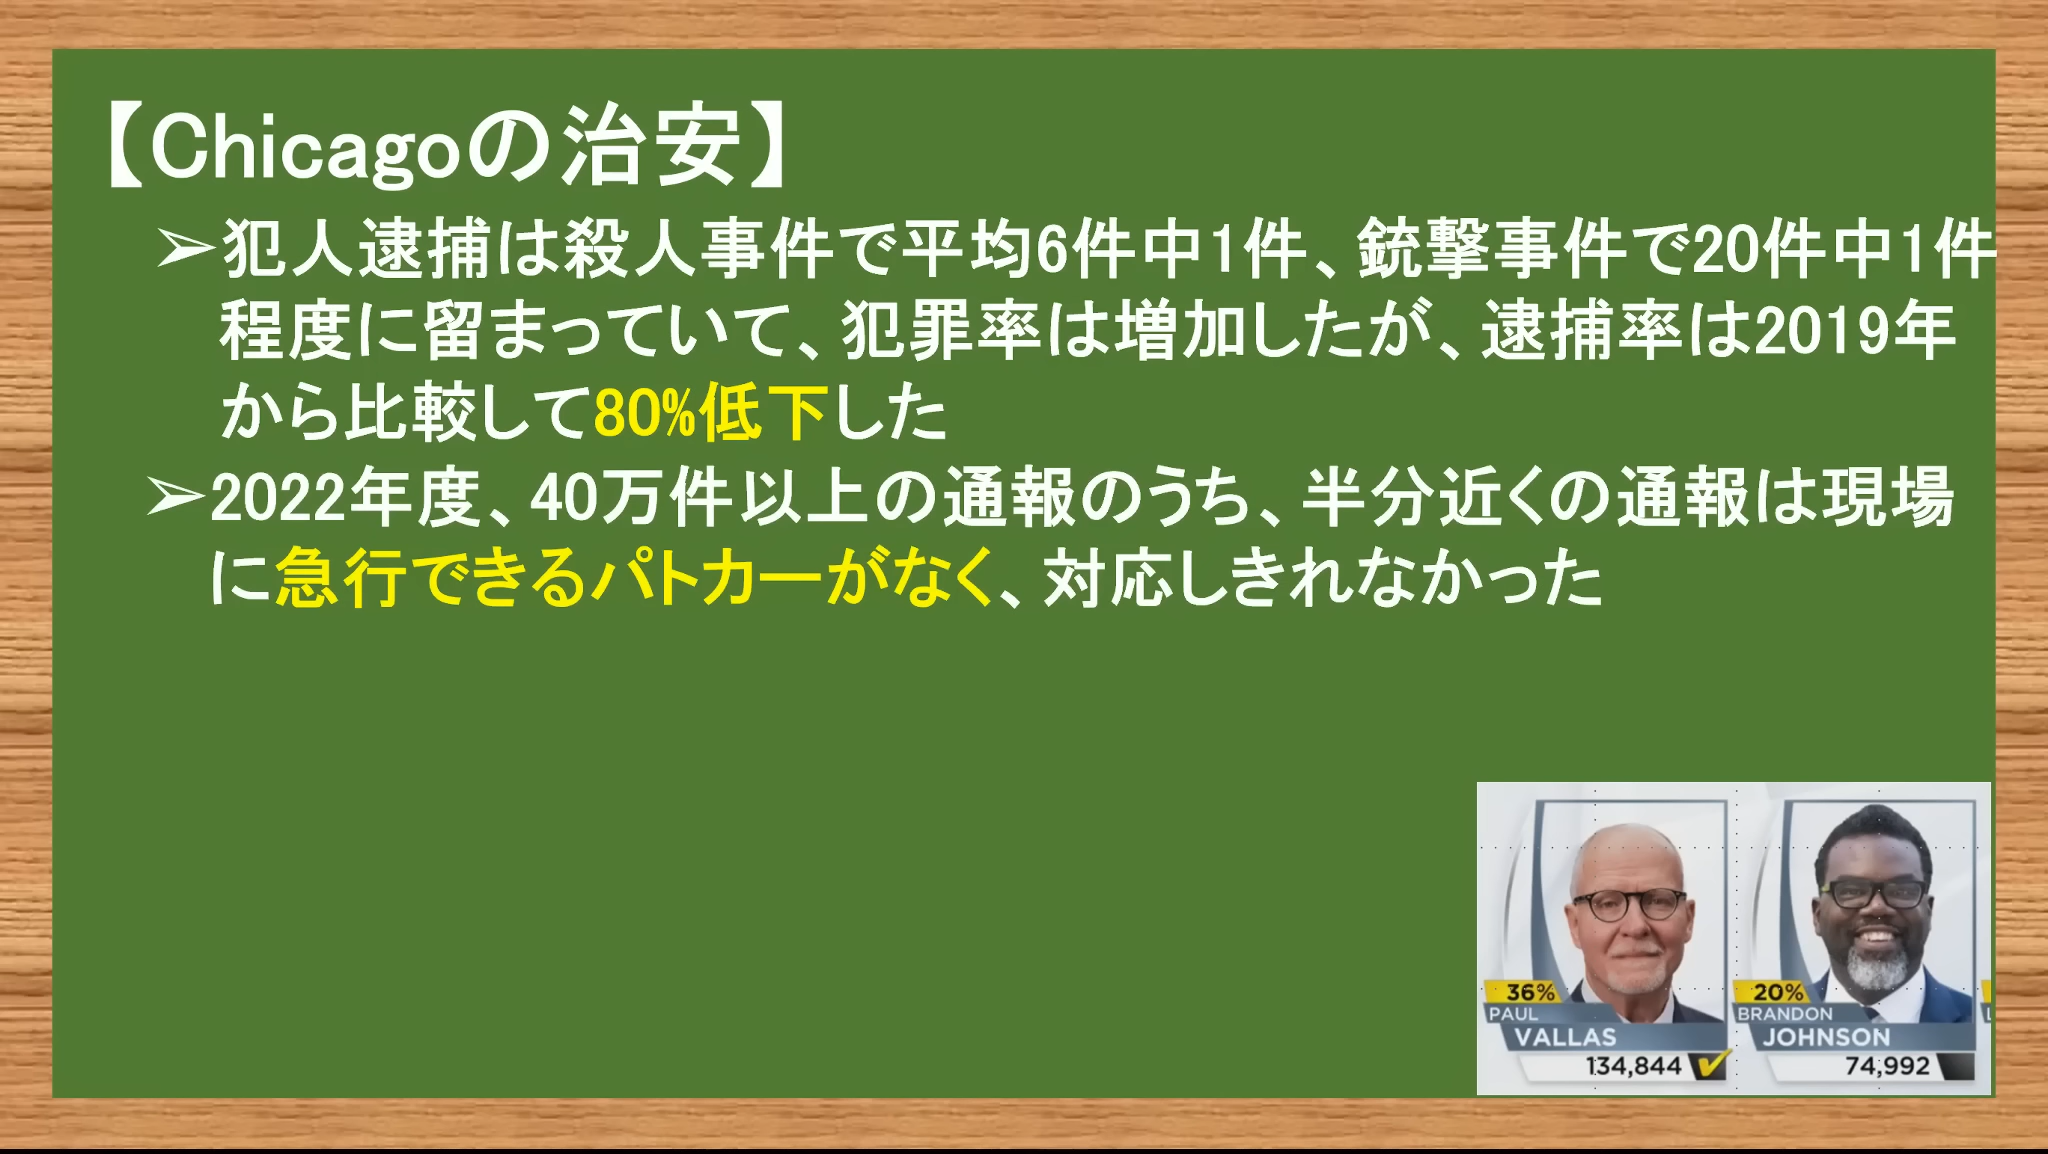 【Chicagoの治安】
➢犯人逮捕は殺人事件で平均6件中1件、銃撃事件で20件中1件
程度に留まっていて、犯罪率は増加したが、逮捕率は2019年
から比較して80%低下した
➢2022年度、40万件以上の通報のうち、半分近くの通報は現場
に急行できるパトカーがなく、対応しきれなかった
36%
PAUL
VALLAS
134,844
20%
BRANDON
JOHNSON
74,992